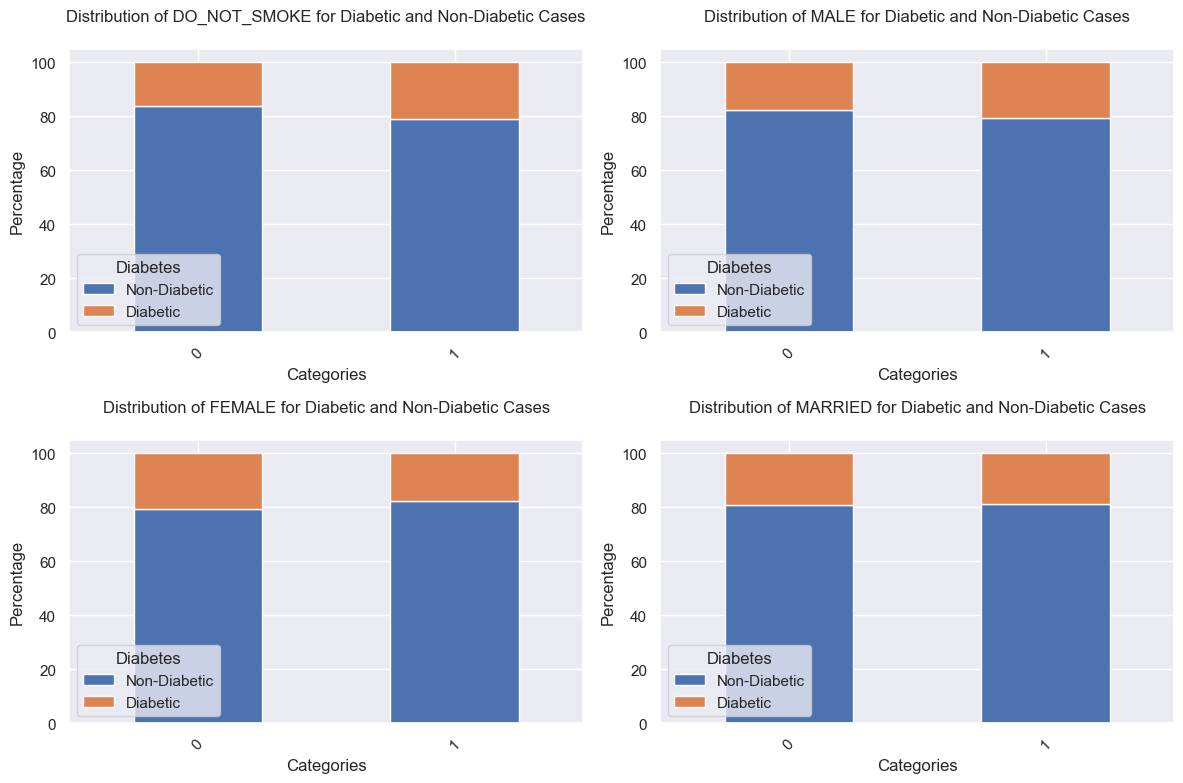 Distribution of DO_NOT_SMOKE for Diabetic and Non-Diabetic Cases
100
80
60
40
20
0
Percentage
Diabetes
Non-Diabetic
Diabetic
0
1
Categories
Distribution of MALE for Diabetic and Non-Diabetic Cases
100
80
60
40
20
0
Percentage
Diabetes
Non-Diabetic
Diabetic
0
1
Categories
Distribution of FEMALE for Diabetic and Non-Diabetic Cases
100
80
60
40
20
0
Percentage
Diabetes
Non-Diabetic
Diabetic
0
1
Categories
Distribution of MARRIED for Diabetic and Non-Diabetic Cases
100
80
60
40
20
0
Percentage
Diabetes
Non-Diabetic
Diabetic
0
1
Categories